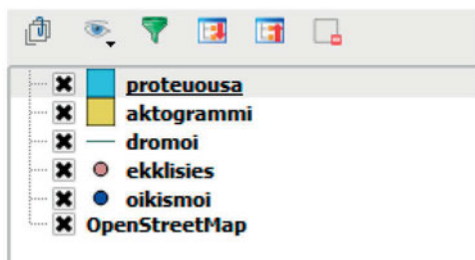 proteuousa
aktogrammi
dromoi
ekklisies
oikismoi
OpenStreetMap